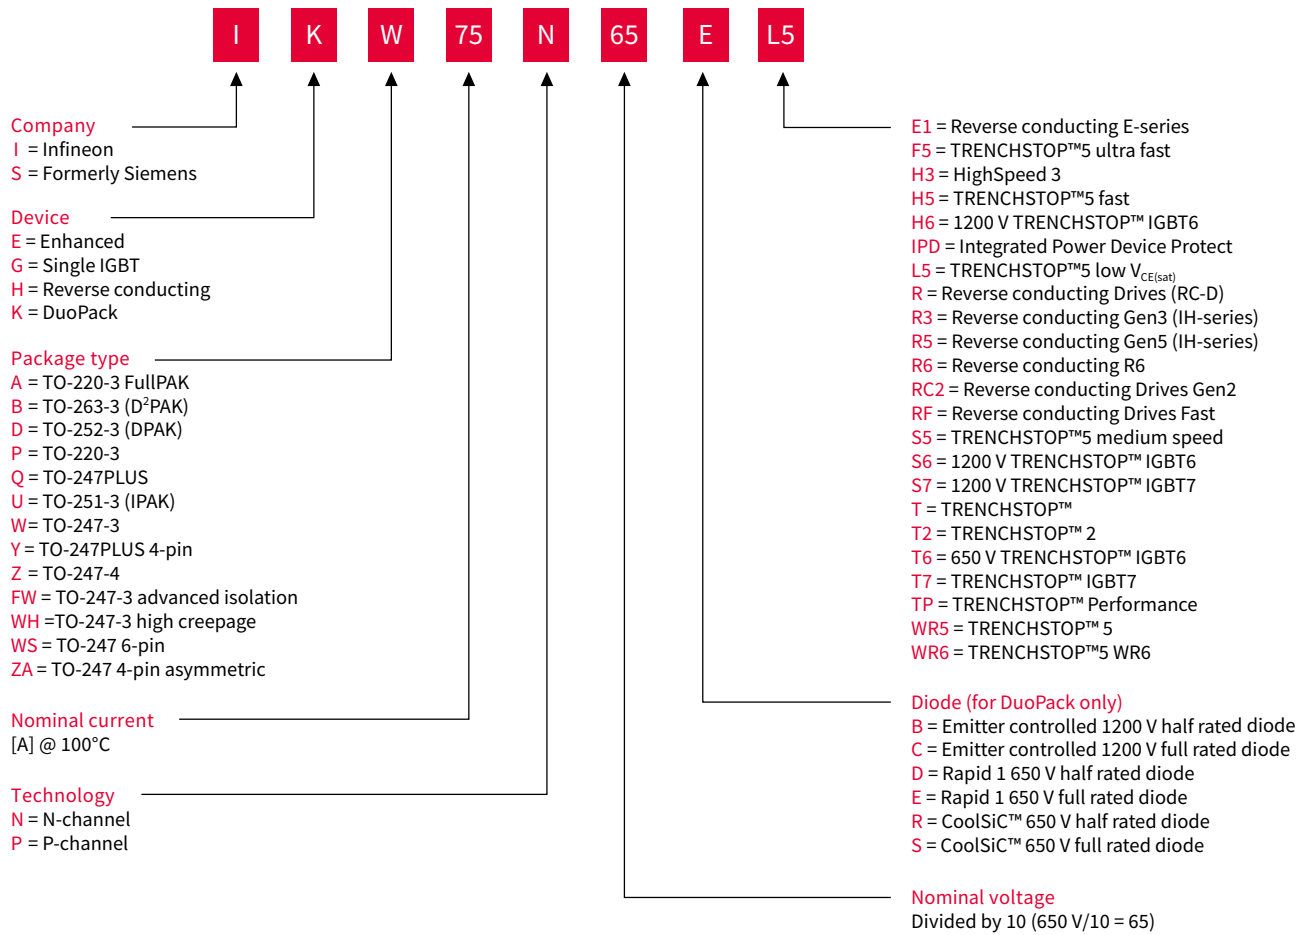 I K W 75 N 65 E L5
Company
I = Infineon
S = Formerly Siemens
Device
E = Enhanced
G = Single IGBT
H = Reverse conducting
K = DuoPack
Package type
A = TO-220-3 FullPAK
B = TO-263-3 (D²PAK)
D = TO-252-3 (DPAK)
P = TO-220-3
Q = TO-247PLUS
U = TO-251-3 (IPAK)
W= TO-247-3
Y = TO-247PLUS 4-pin
Z = TO-247-4
FW = TO-247-3 advanced isolation
WH =TO-247-3 high creepage
WS = TO-247 6-pin
ZA = TO-247 4-pin asymmetric
Nominal current
[A] @ 100°C
Technology
N = N-channel
P = P-channel
E1 = Reverse conducting E-series
F5 = TRENCHSTOP™5 ultra fast
H3 = HighSpeed 3
H5 = TRENCHSTOP™5 fast
H6 = 1200 V TRENCHSTOP™ IGBT6
IPD = Integrated Power Device Protect
L5 = TRENCHSTOP™5 low VCE(sat)
R = Reverse conducting Drives (RC-D)
R3 = Reverse conducting Gen3 (IH-series)
R5 = Reverse conducting Gen5 (IH-series)
R6 = Reverse conducting R6
RC2 = Reverse conducting Drives Gen2
RF = Reverse conducting Drives Fast
S5 = TRENCHSTOP™5 medium speed
S6 = 1200 V TRENCHSTOP™ IGBT6
S7 = 1200 V TRENCHSTOP™ IGBT7
T = TRENCHSTOP™
T2 = TRENCHSTOP™ 2
T6 = 650 V TRENCHSTOP™ IGBT6
T7 = TRENCHSTOP™ IGBT7
TP = TRENCHSTOP™ Performance
WR5 = TRENCHSTOP™ 5
WR6 = TRENCHSTOP™5 WR6
Diode (for DuoPack only)
B = Emitter controlled 1200 V half rated diode
C = Emitter controlled 1200 V full rated diode
D = Rapid 1 650 V half rated diode
E = Rapid 1 650 V full rated diode
R = CoolSiC™ 650 V half rated diode
S = CoolSiC™ 650 V full rated diode
Nominal voltage
Divided by 10 (650 V/10 = 65)